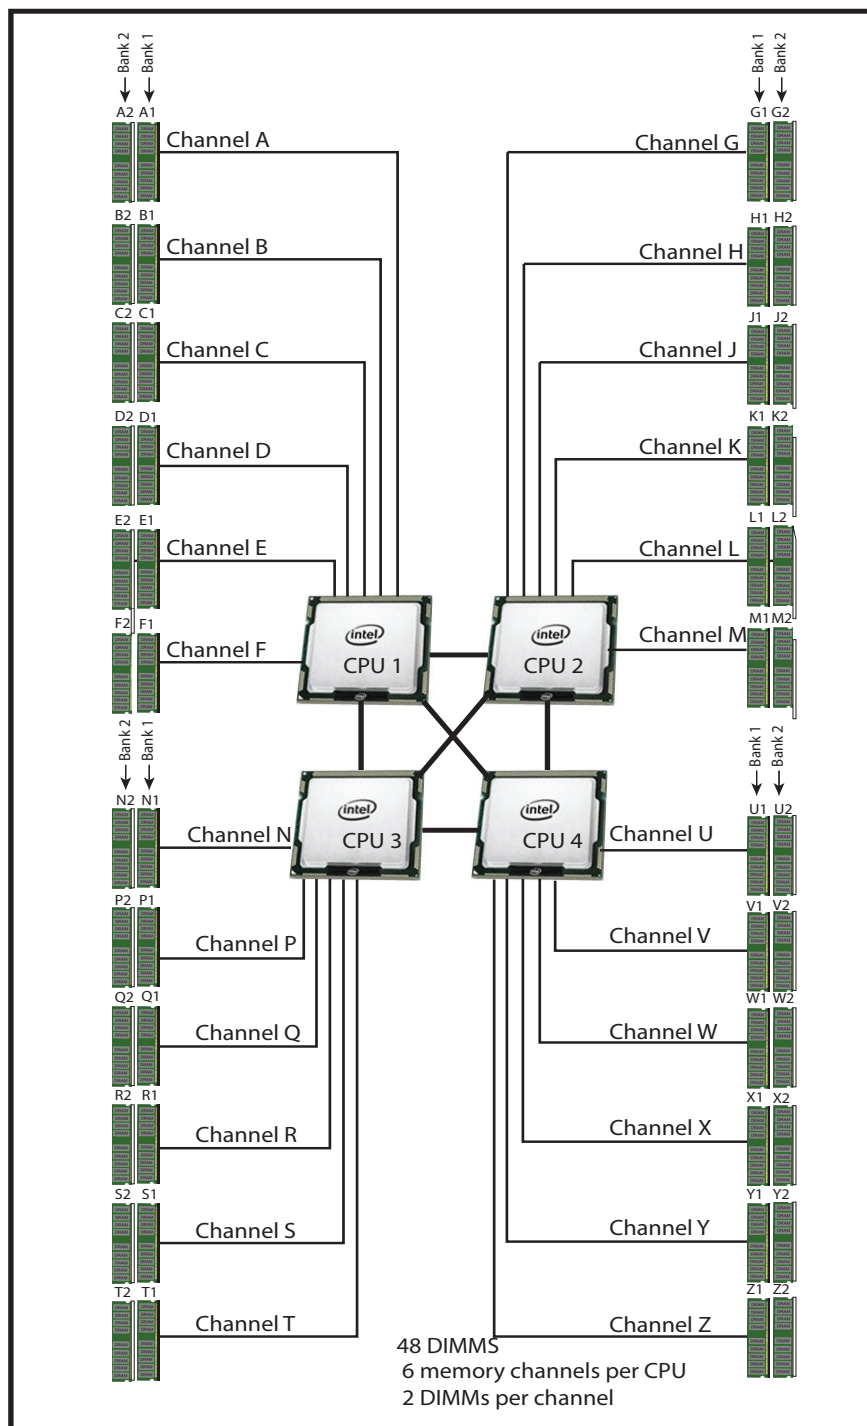 Bank 2
Bank 1
Bank 1
Bank 2
A2 A1
G1 G2
Channel A
Channel G
B2 B1
H1 H2
Channel B
Channel H
C2 C1
J1 J2
Channel C
Channel J
D2 D1
K1 K2
Channel D
Channel K
E2 E1
L1 L2
Channel E
Channel L
F2 F1
M1 M2
Channel F
Channel M
intel
CPU 1
intel
CPU 2
Bank 2
Bank 1
Bank 1
Bank 2
N2 N1
U1 U2
Channel N
Channel U
intel
CPU 3
intel
CPU 4
P2 P1
V1 V2
Channel P
Channel V
Q2 Q1
W1 W2
Channel Q
Channel W
R2 R1
X1 X2
Channel R
Channel X
S2 S1
Y1 Y2
Channel S
Channel Y
T2 T1
Z1 Z2
Channel T
Channel Z
48 DIMMS
6 memory channels per CPU
2 DIMMs per channel